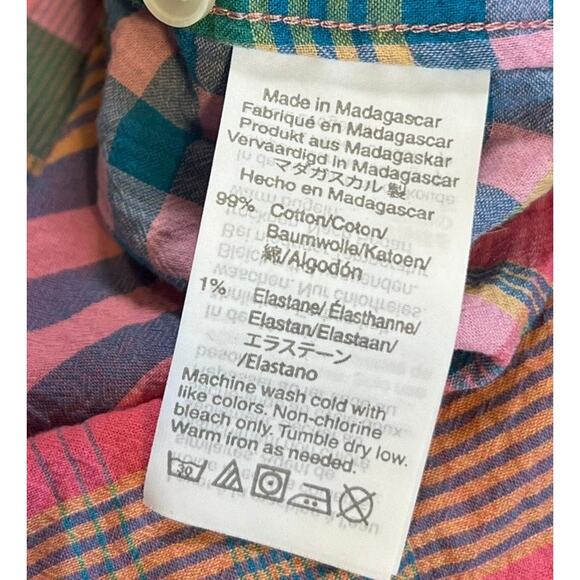 Made in Madagascar
Fabriqué en Madagascar
Produkt aus Madagaskar
Vervaardigd in Madagascar
マダガスカル 製
Hecho en Madagascar
99% Cotton/Coton/
Baumwolle/Katoen/
綿/Algodón
1% Elastane/ Élasthanne/
Elastan/Elastaan/
エラステーン
/Elastano
Machine wash cold with
like colors. Non-chlorine
bleach only. Tumble dry low.
Warm iron as needed.
30